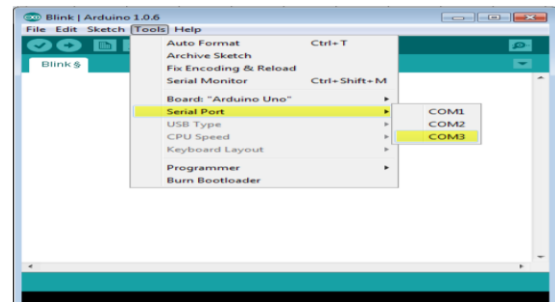 Blink | Arduino 1.0.6
File Edit Sketch Tools Help
Blink §
Auto Format Ctrl+T
Archive Sketch
Fix Encoding & Reload
Serial Monitor Ctrl+Shift+M
Board: "Arduino Uno"
Serial Port
USB Type
CPU Speed
Keyboard Layout
Programmer
Burn Bootloader
COM1
COM2
COM3